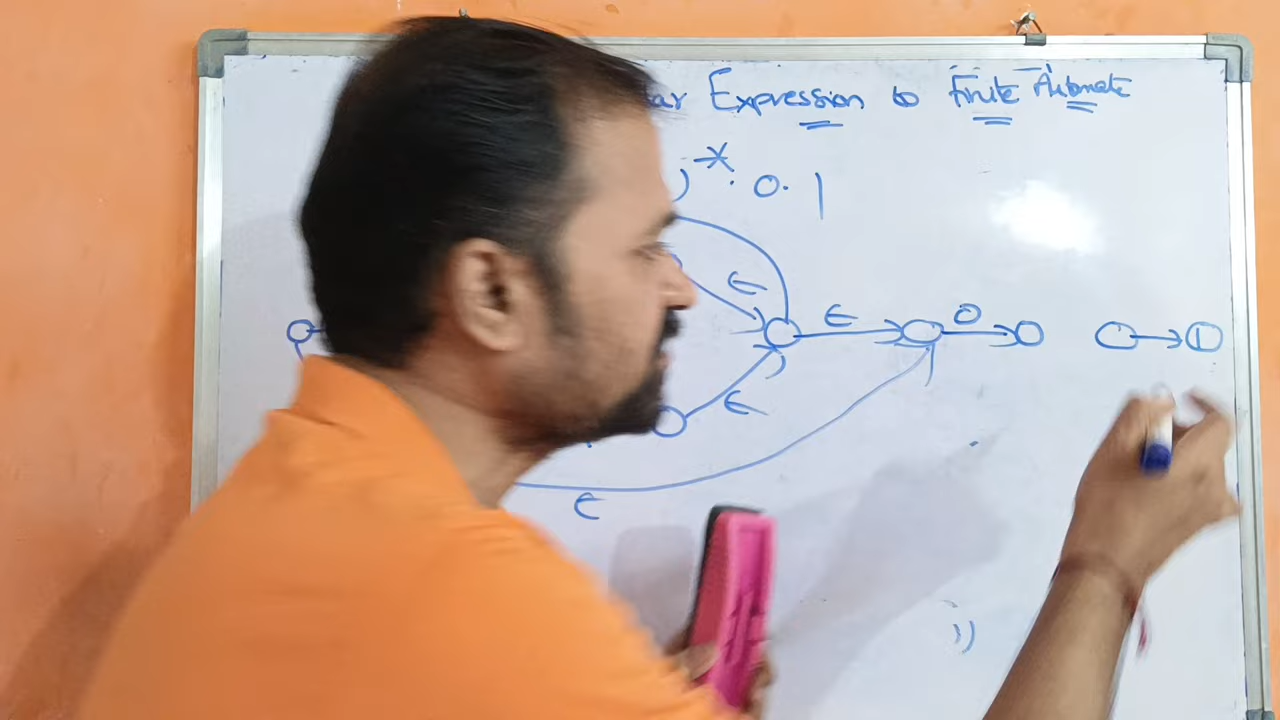 ar Expression to Finite Automata
) * . 0 . 1
ϵ
ϵ 0
ϵ
ϵ